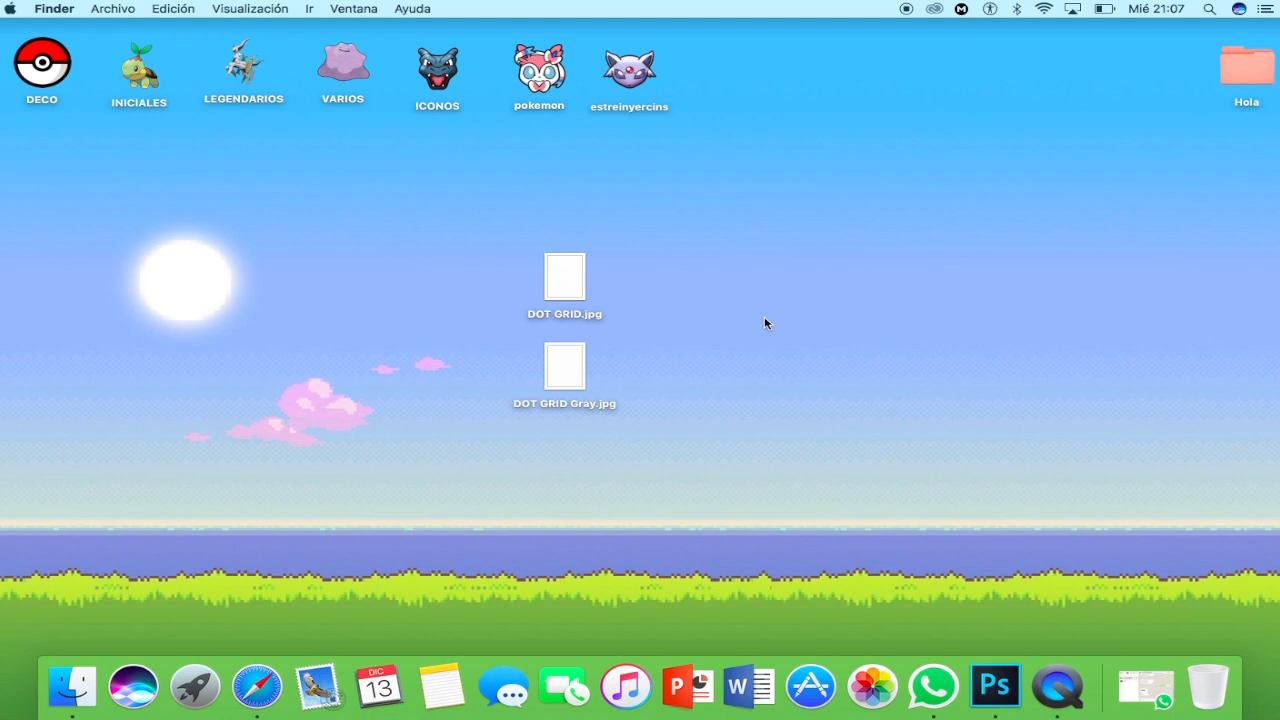 Finder Archivo Edición Visualización Ir Ventana Ayuda Mié 21:07
DECO
INICIALES
LEGENDARIOS
VARIOS
ICONOS
pokemon
estreinyercins
Hola
DOT GRID.jpg
DOT GRID Gray.jpg
DIC
13
P
W
Ps